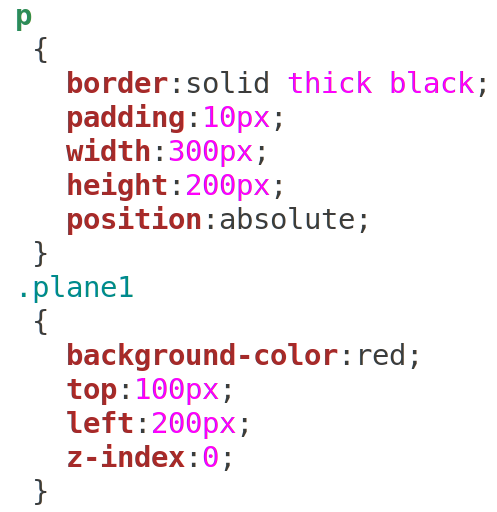 p
{
border:solid thick black;
padding:10px;
width:300px;
height:200px;
position:absolute;
}
.plane1
{
background-color:red;
top:100px;
left:200px;
z-index:0;
}